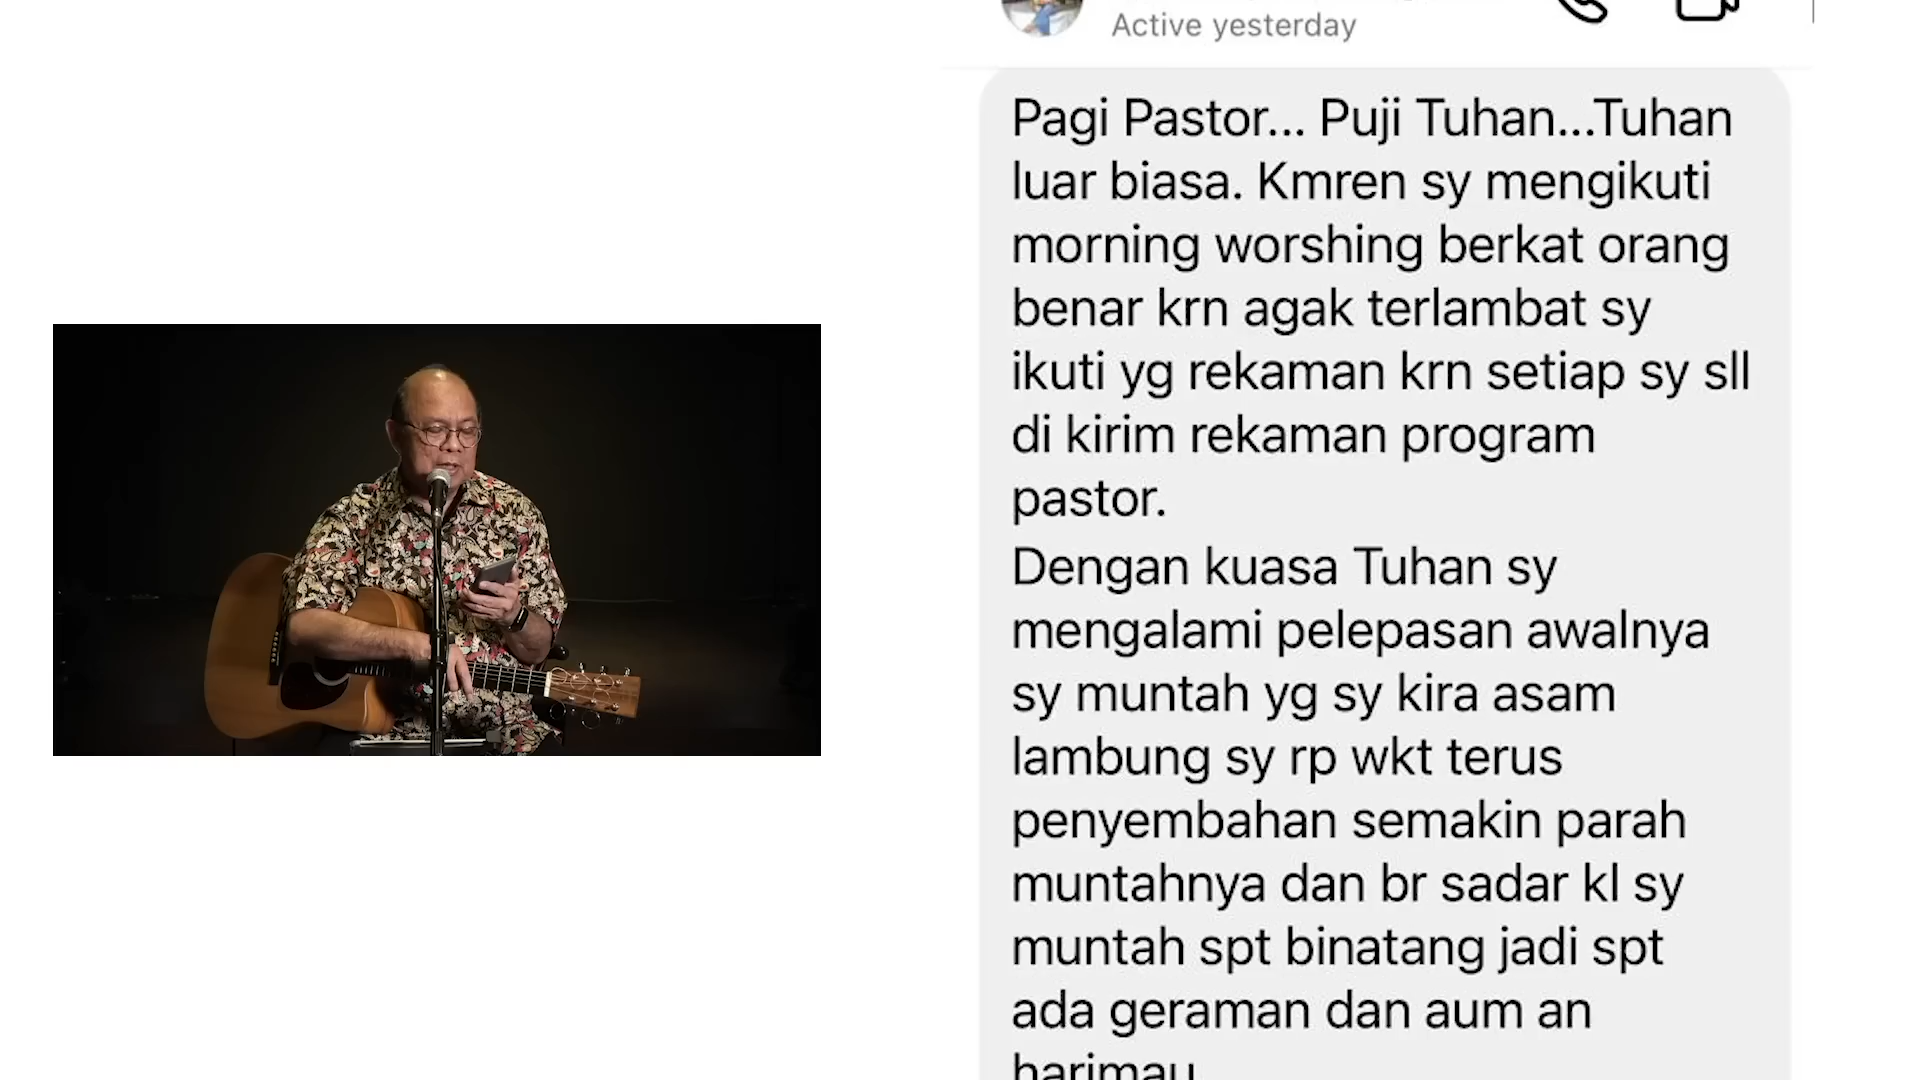 Active yesterday
Pagi Pastor... Puji Tuhan...Tuhan
luar biasa. Kmren sy mengikuti
morning worshing berkat orang
benar krn agak terlambat sy
ikuti yg rekaman krn setiap sy sll
di kirim rekaman program
pastor.
Dengan kuasa Tuhan sy
mengalami pelepasan awalnya
sy muntah yg sy kira asam
lambung sy rp wkt terus
penyembahan semakin parah
muntahnya dan br sadar kl sy
muntah spt binatang jadi spt
ada geraman dan aum an
harimau